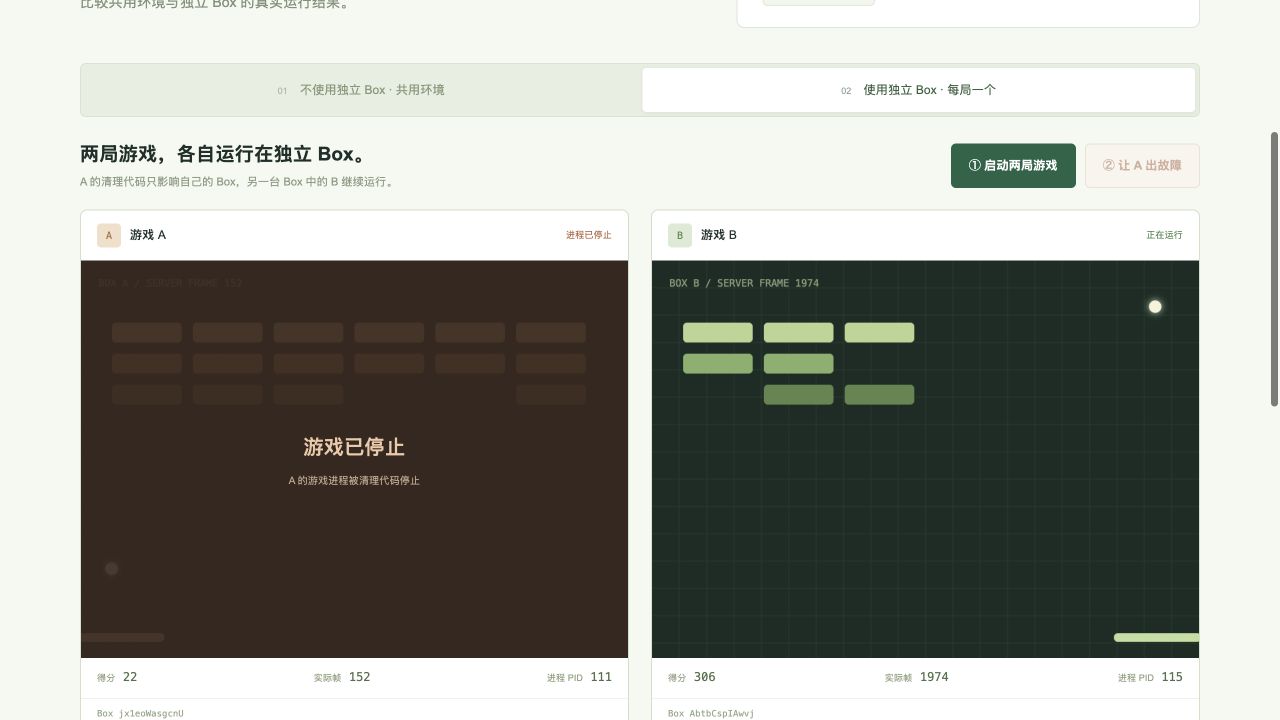 比较共用环境与独立 Box 的真实运行结果。
01 不使用独立 Box · 共用环境
02 使用独立 Box · 每局一个
两局游戏，各自运行在独立 Box。
A 的清理代码只影响自己的 Box，另一台 Box 中的 B 继续运行。
① 启动两局游戏
② 让 A 出故障
A 游戏 A 进程已停止
BOX A / SERVER FRAME 152
游戏已停止
A 的游戏进程被清理代码停止
得分 22 实际帧 152 进程 PID 111
Box jx1eoWasgcnU
B 游戏 B 正在运行
BOX B / SERVER FRAME 1974
得分 306 实际帧 1974 进程 PID 115
Box AbtbCspIAwvj